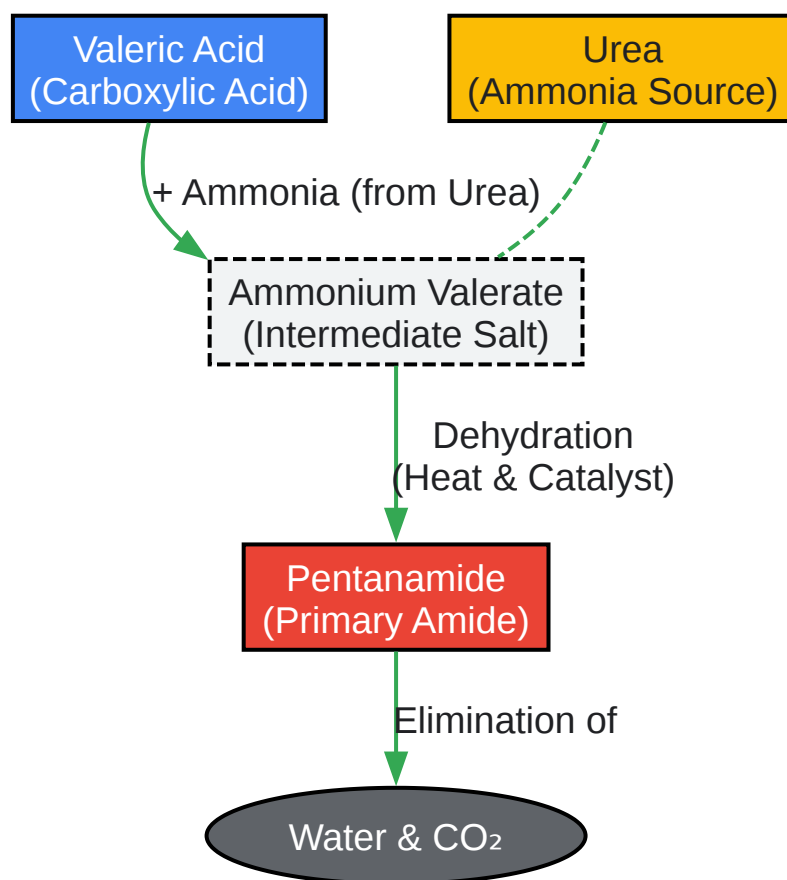 Valeric Acid
(Carboxylic Acid)
Urea
(Ammonia Source)
+ Ammonia (from Urea)
Ammonium Valerate
(Intermediate Salt)
Dehydration
(Heat & Catalyst)
Pentanamide
(Primary Amide)
Elimination of
Water & CO₂